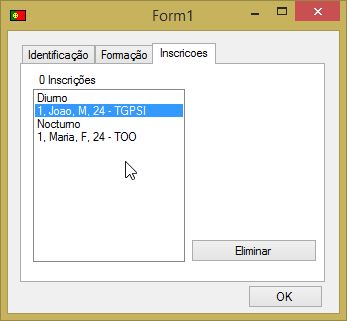 Form1
Identificação Formação Inscricoes
0 Inscrições
Diurno
1, Joao, M, 24 - TGPSI
Nocturno
1, Maria, F, 24 - TOO
Eliminar
OK